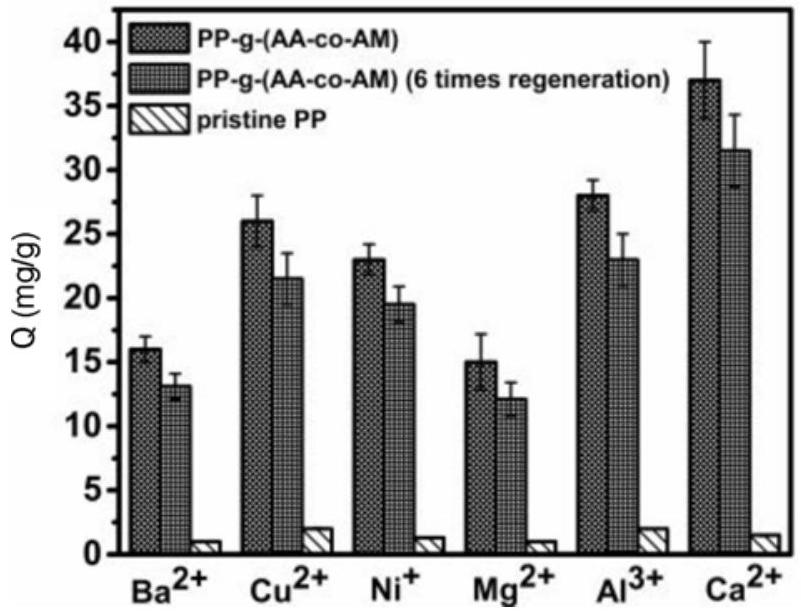 40
35
30
25
20
15
10
5
0
Q (mg/g)
PP-g-(AA-co-AM)
PP-g-(AA-co-AM) (6 times regeneration)
pristine PP
Ba²⁺ Cu²⁺ Ni⁺ Mg²⁺ Al³⁺ Ca²⁺